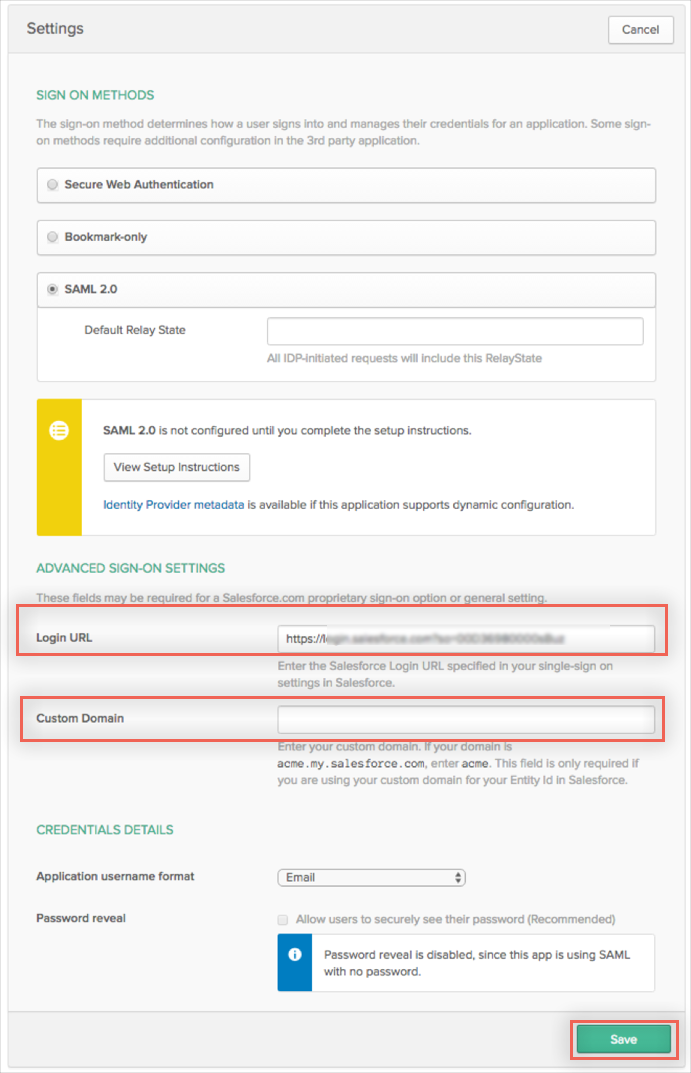 Settings
Cancel
SIGN ON METHODS
The sign-on method determines how a user signs into and manages their credentials for an application. Some sign-
on methods require additional configuration in the 3rd party application.
Secure Web Authentication
Bookmark-only
SAML 2.0
Default Relay State
All IDP-initiated requests will include this RelayState
SAML 2.0 is not configured until you complete the setup instructions.
View Setup Instructions
Identity Provider metadata is available if this application supports dynamic configuration.
ADVANCED SIGN-ON SETTINGS
These fields may be required for a Salesforce.com proprietary sign-on option or general setting.
Login URL
https://
Enter the Salesforce Login URL specified in your single-sign on
settings in Salesforce.
Custom Domain
Enter your custom domain. If your domain is
acme.my.salesforce.com, enter acme. This field is only required if
you are using your custom domain for your Entity Id in Salesforce.
CREDENTIALS DETAILS
Application username format
Email
Password reveal
Allow users to securely see their password (Recommended)
Password reveal is disabled, since this app is using SAML
with no password.
Save